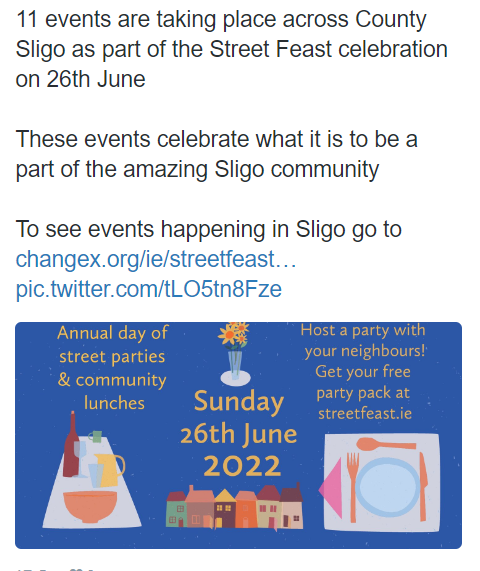 11 events are taking place across County
Sligo as part of the Street Feast celebration
on 26th June
These events celebrate what it is to be a
part of the amazing Sligo community
To see events happening in Sligo go to
changex.org/ie/streetfeast…
pic.twitter.com/tLO5tn8Fze
Annual day of
street parties
& community
lunches
Sunday
26th June
2022
Host a party with
your neighbours!
Get your free
party pack at
streetfeast.ie